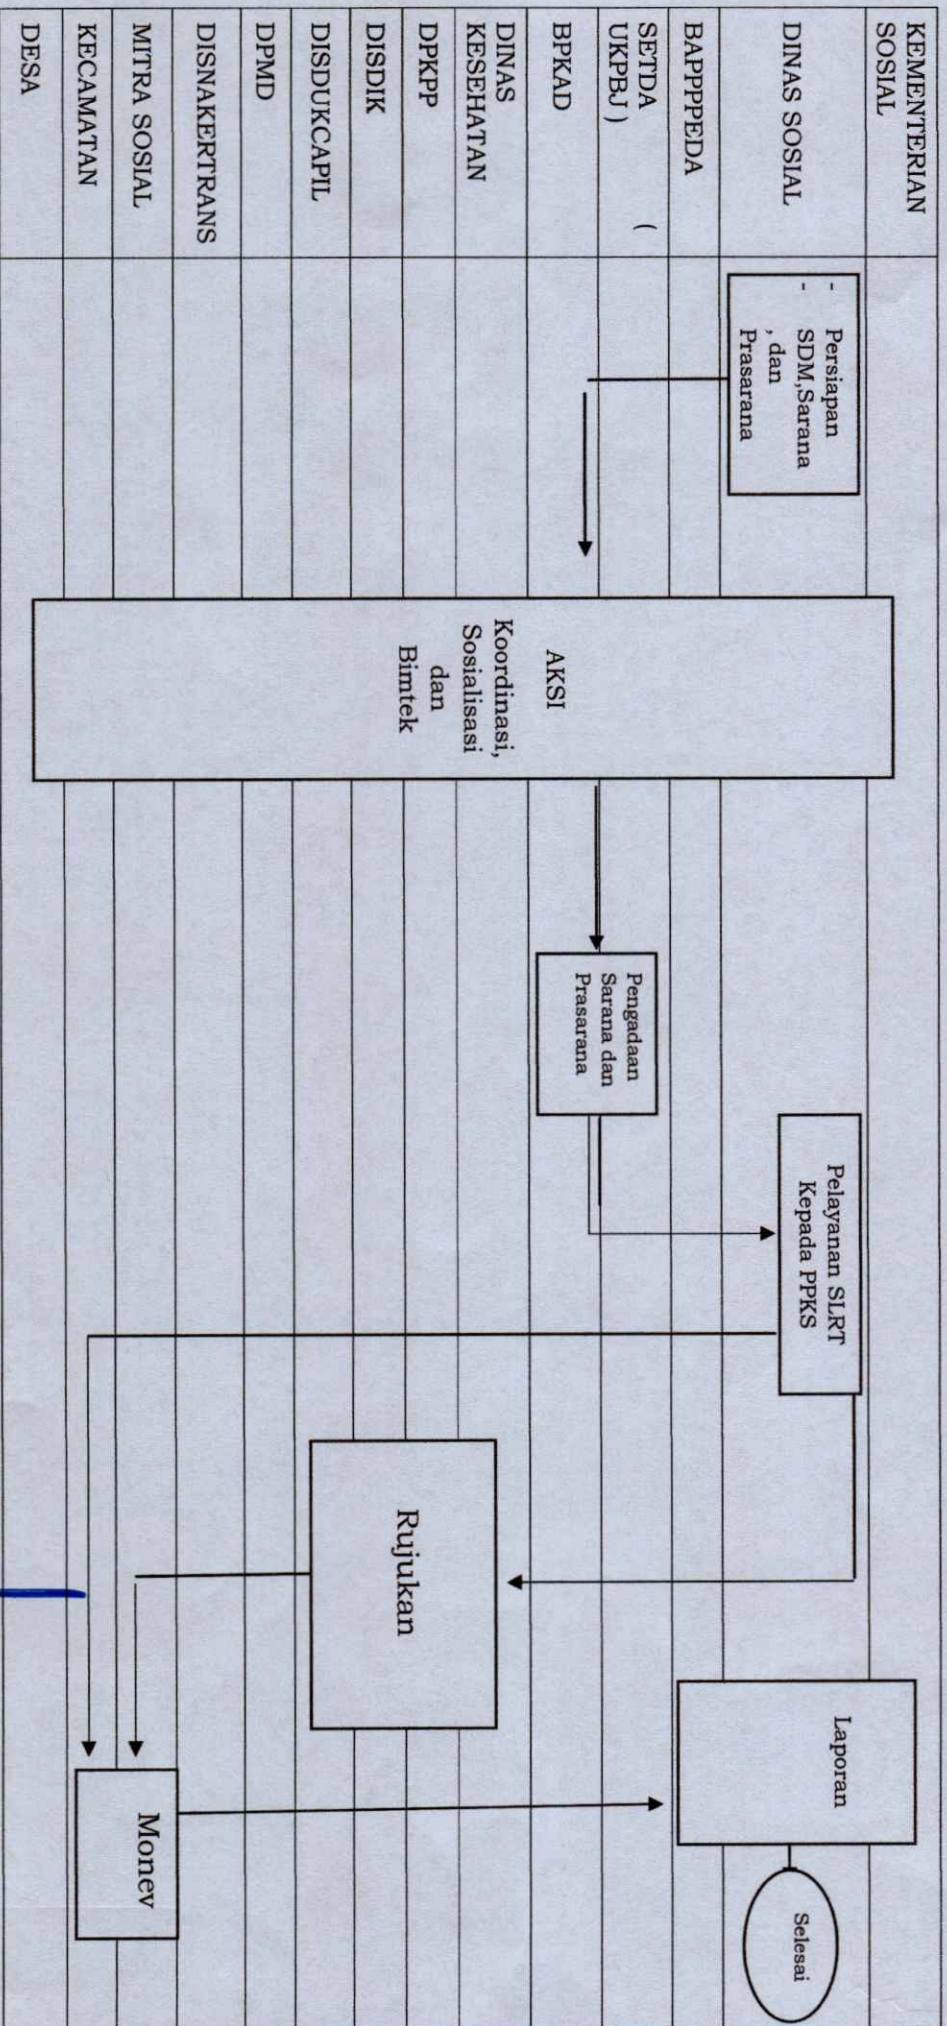 KEMENTERIAN
SOSIAL
DINAS SOSIAL
BAPPPPEDA
SETDA (
UKPBJ )
BPKAD
DINAS
KESEHATAN
DPKPP
DISDIK
DISDUKCAPIL
DPMD
DISNAKERTRANS
MITRA SOSIAL
KECAMATAN
DESA
- Persiapan
- SDM,Sarana
, dan
Prasarana
AKSI
Koordinasi,
Sosialisasi
dan
Bimtek
Pengadaan
Sarana dan
Prasarana
Pelayanan SLRT
Kepada PPKS
Rujukan
Monev
Laporan
Selesai